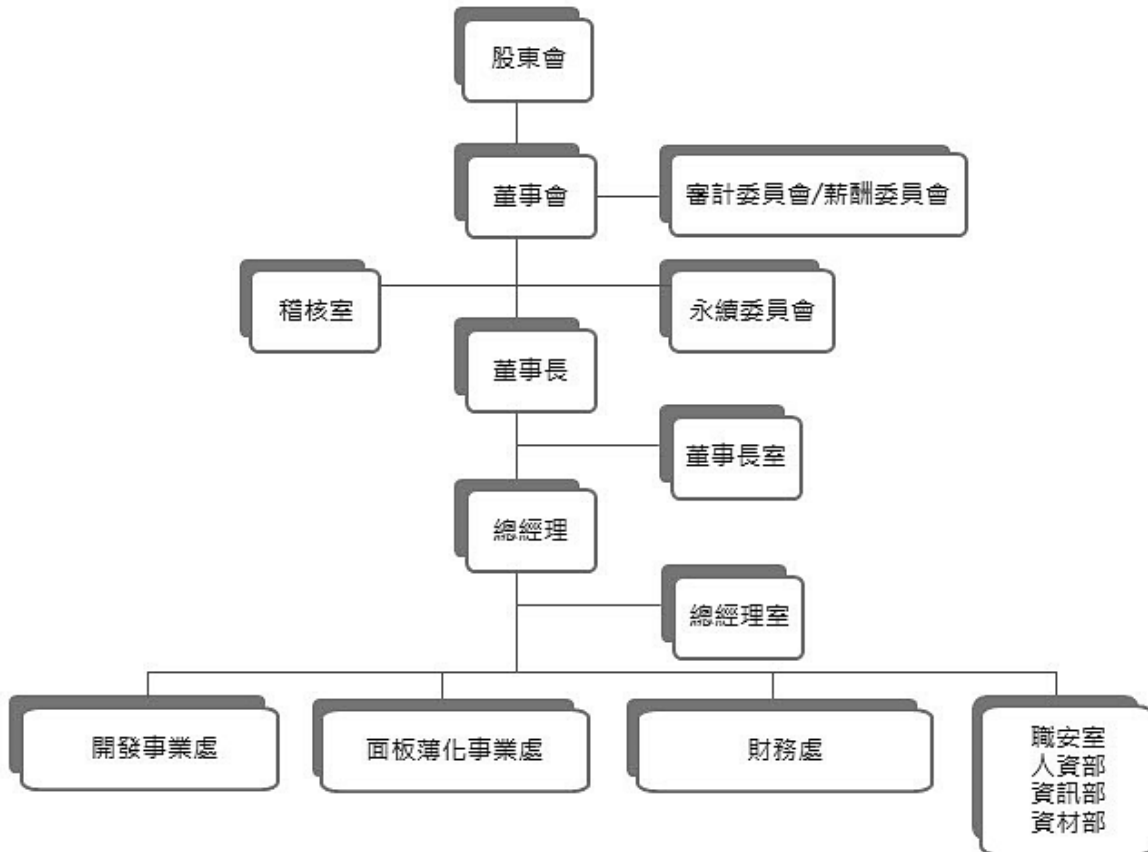 股東會
董事會
審計委員會/薪酬委員會
稽核室
永續委員會
董事長
董事長室
總經理
總經理室
開發事業處
面板薄化事業處
財務處
職安室
人資部
資訊部
資材部